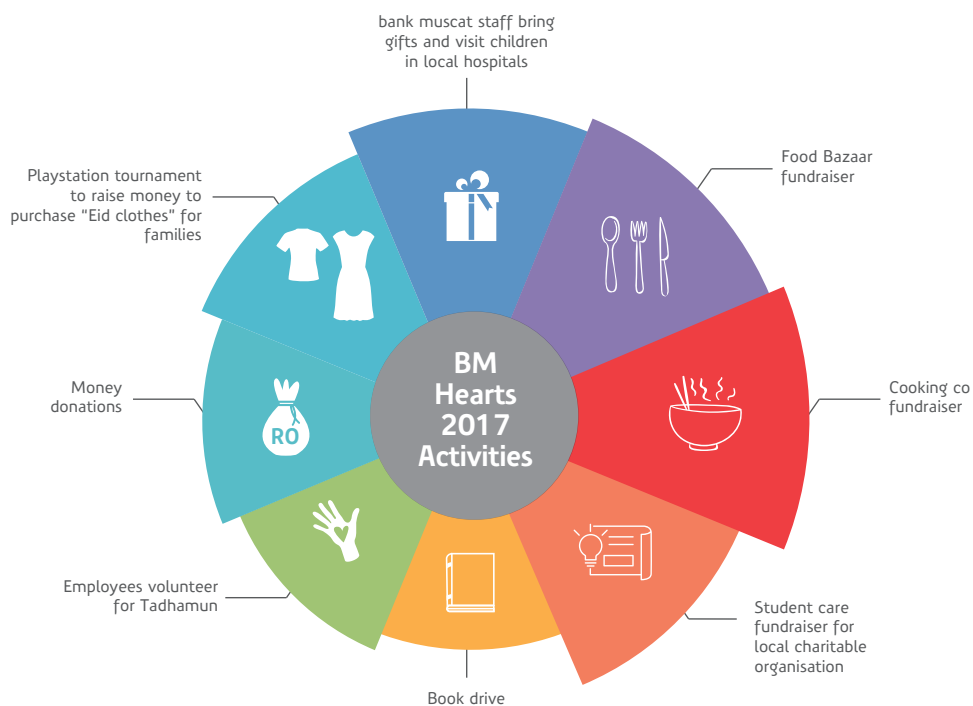 bank muscat staff bring
gifts and visit children
in local hospitals
Food Bazaar
fundraiser
Cooking co
fundraiser
Student care
fundraiser for
local charitable
organisation
Book drive
Employees volunteer
for Tadhamun
Money
donations
RO
Playstation tournament
to raise money to
purchase "Eid clothes" for
families
BM
Hearts
2017
Activities